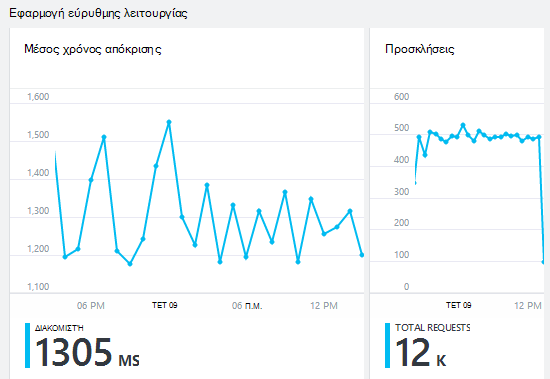 Εφαρμογή εύρυθμης λειτουργίας
Μέσος χρόνος απόκρισης
1,600
1,500
1,400
1,300
1,200
1,100
06 PM
ΤΕΤ 09
06 Π.Μ.
12 PM
ΔΙΑΚΟΜΙΣΤΉ
1305 MS
Προσκλήσεις
600
500
400
300
200
100
0
ΤΕΤ 09
12 PM
TOTAL REQUESTS
12 K